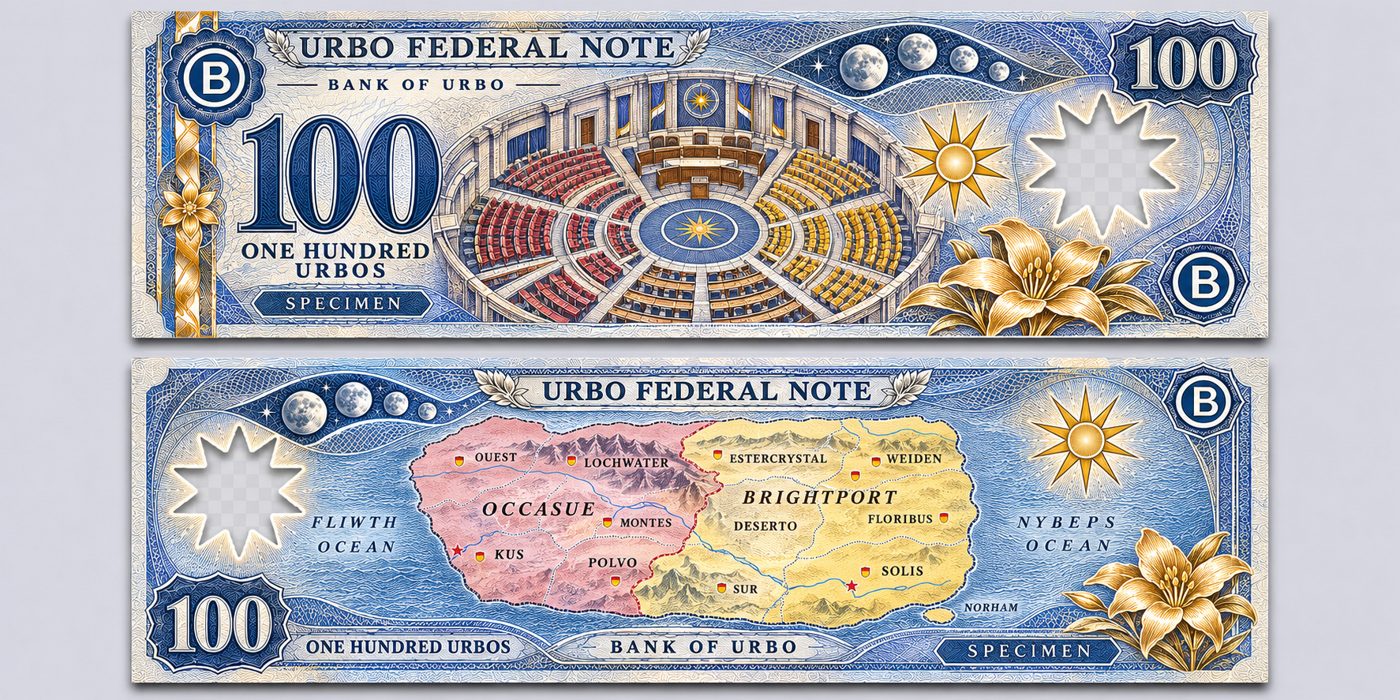 B
URBO FEDERAL NOTE
100
BANK OF URBO
100
ONE HUNDRED
URBOS
SPECIMEN
B
URBO FEDERAL NOTE
B
OUEST
LOCHWATER
ESTERCRYSTAL
WEIDEN
OCCASUE
BRIGHTPORT
FLIWTH
OCEAN
MONTES
DESERTO
FLORIBUS
NYBEPS
OCEAN
KUS
POLVO
SUR
SOLIS
NORHAM
100
ONE HUNDRED URBOS
BANK OF URBO
SPECIMEN